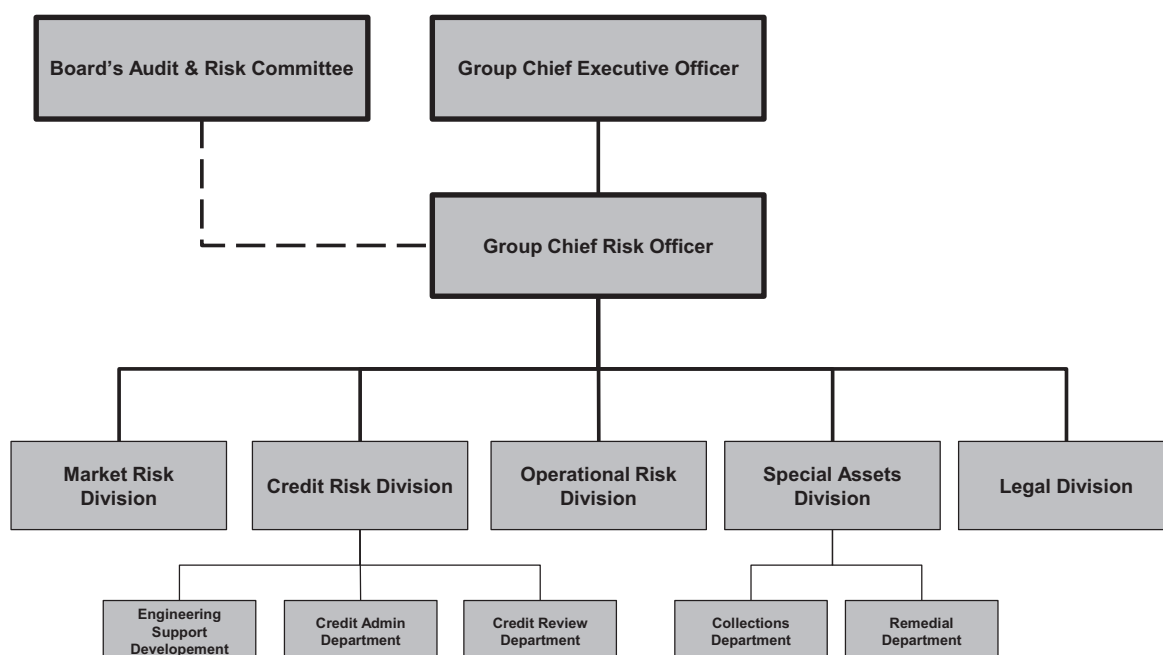 Board’s Audit & Risk Committee
Group Chief Executive Officer
Group Chief Risk Officer
Market Risk
Division
Credit Risk Division
Operational Risk
Division
Special Assets
Division
Legal Division
Engineering
Support
Developement
Credit Admin
Department
Credit Review
Department
Collections
Department
Remedial
Department